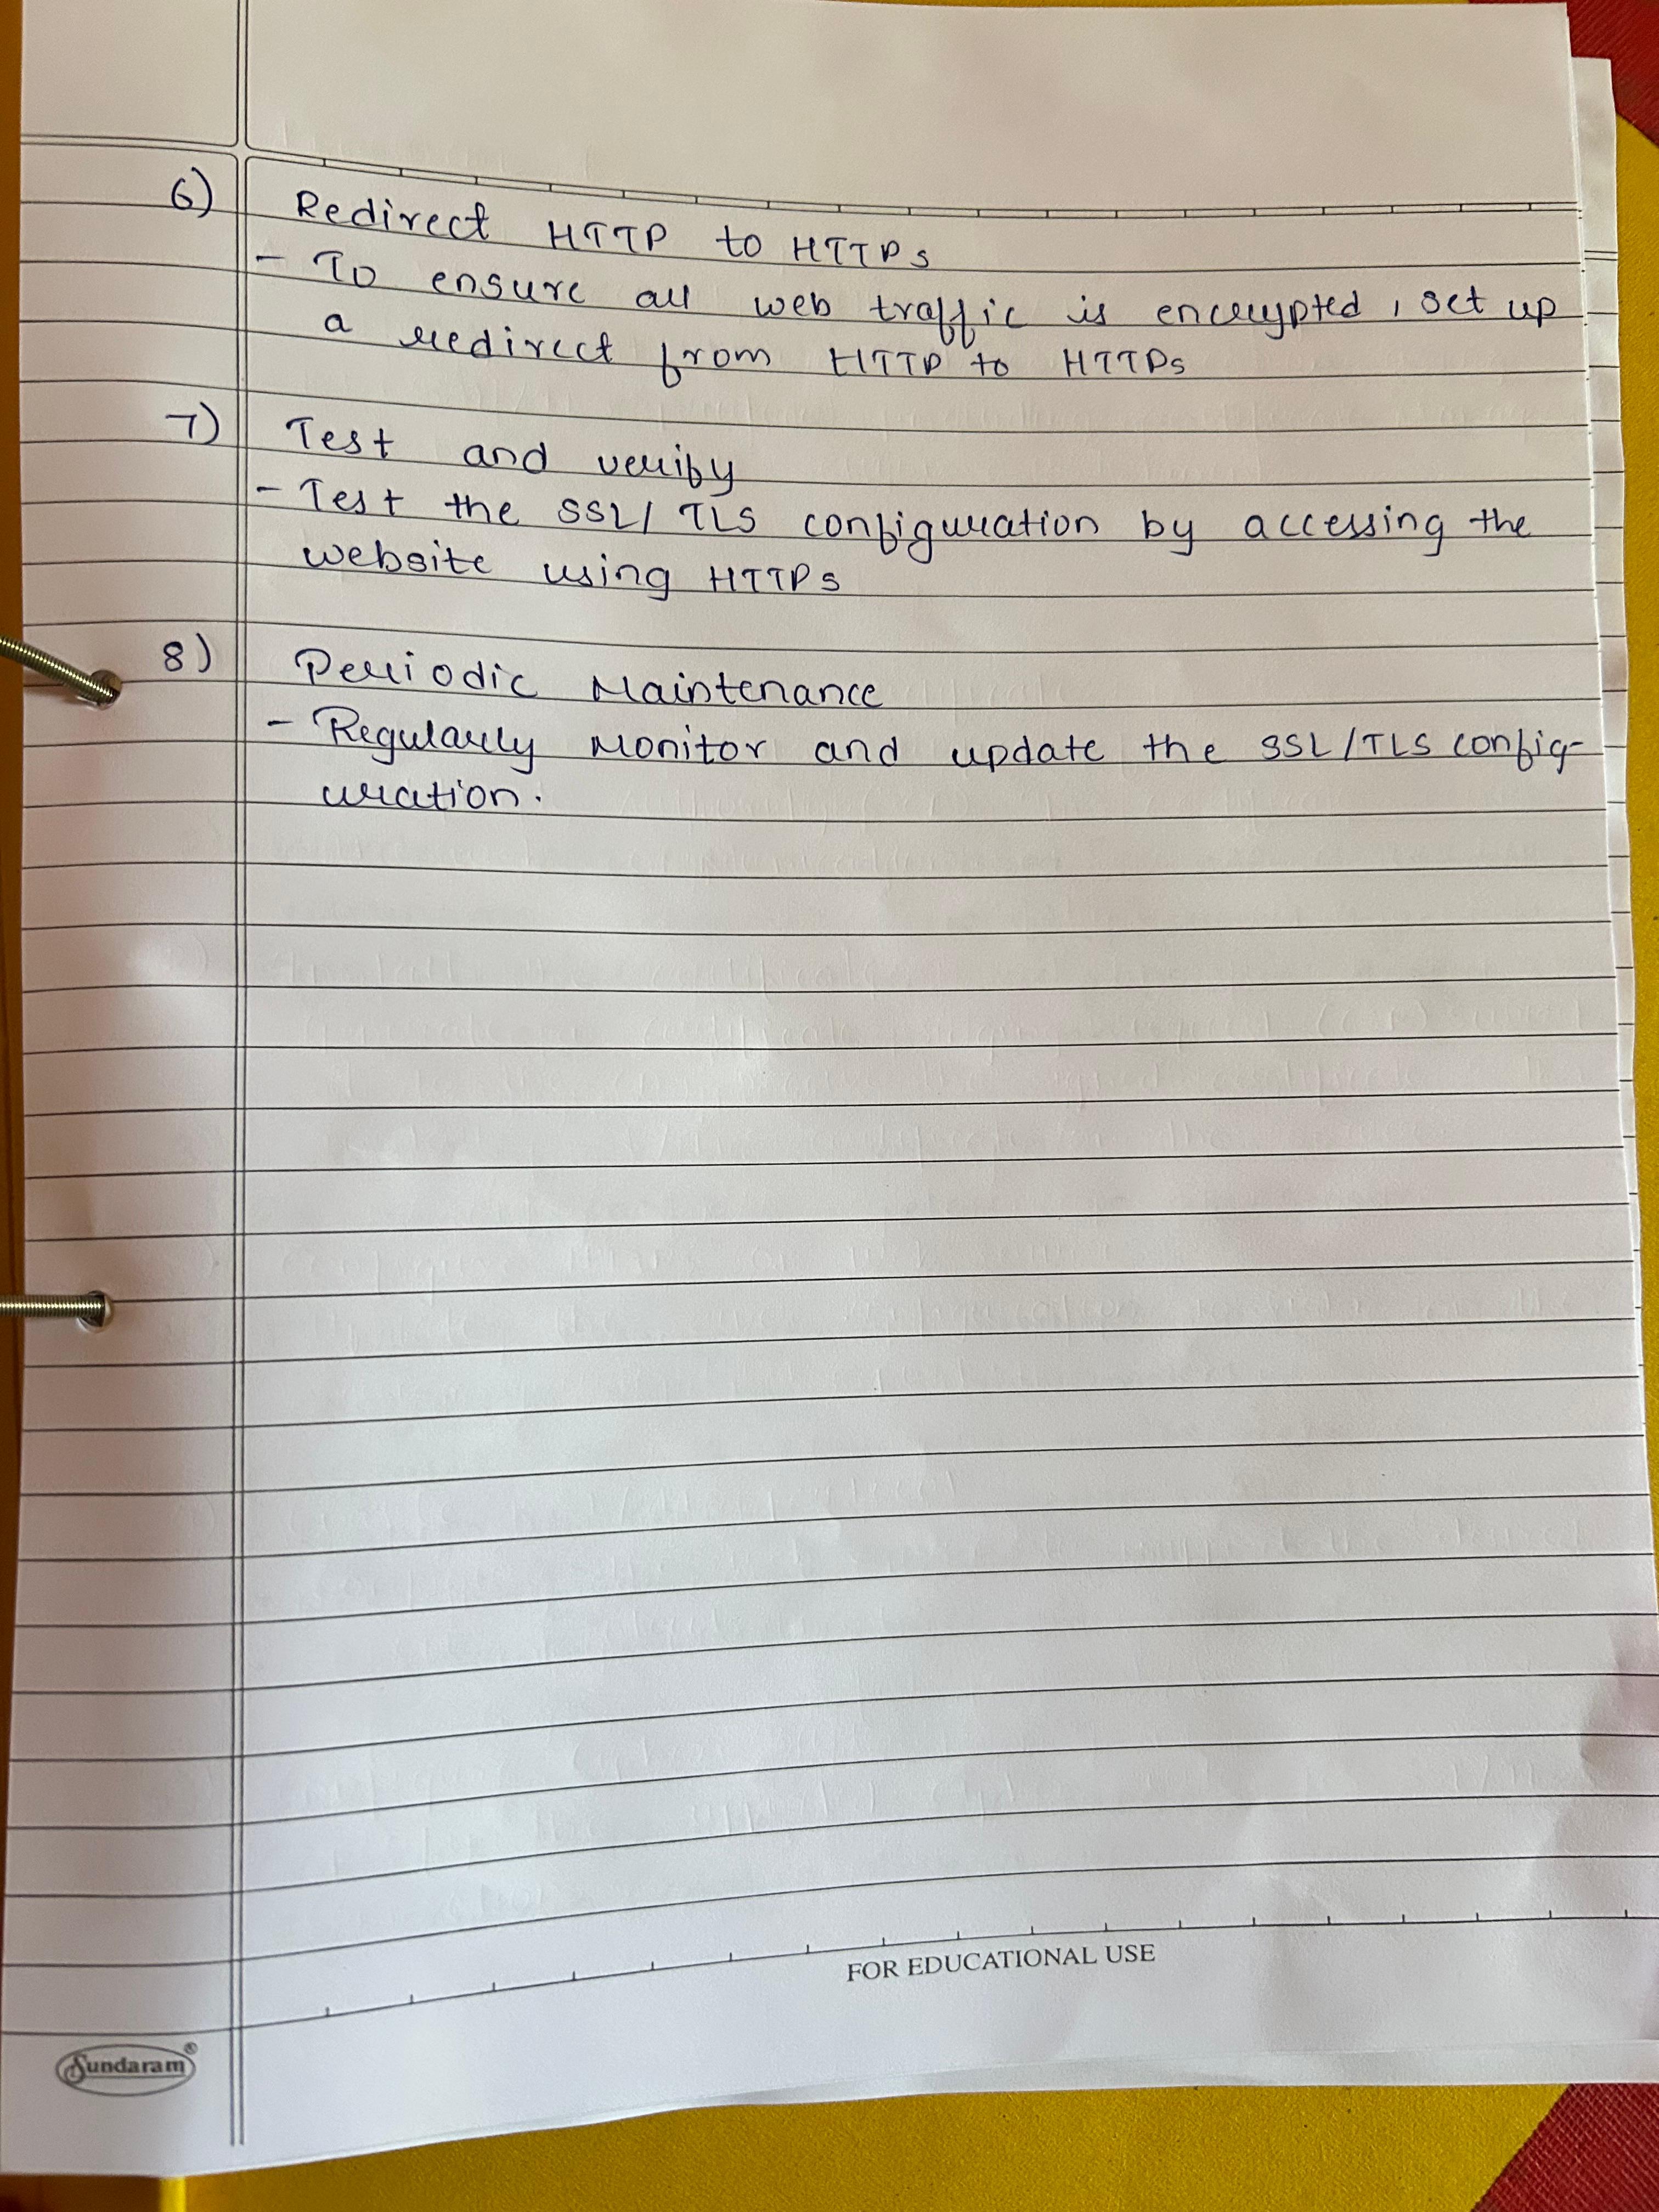 6) Redirect HTTP to HTTPs
- To ensure all web traffic is encrypted, set up
a redirect from HTTP to HTTPs
7) Test and verify
- Test the SSL/TLS configuration by accessing the
website using HTTPs
8) Periodic Maintenance
- Regularly Monitor and update the SSL/TLS config-
uration.
FOR EDUCATIONAL USE
Sundaram®